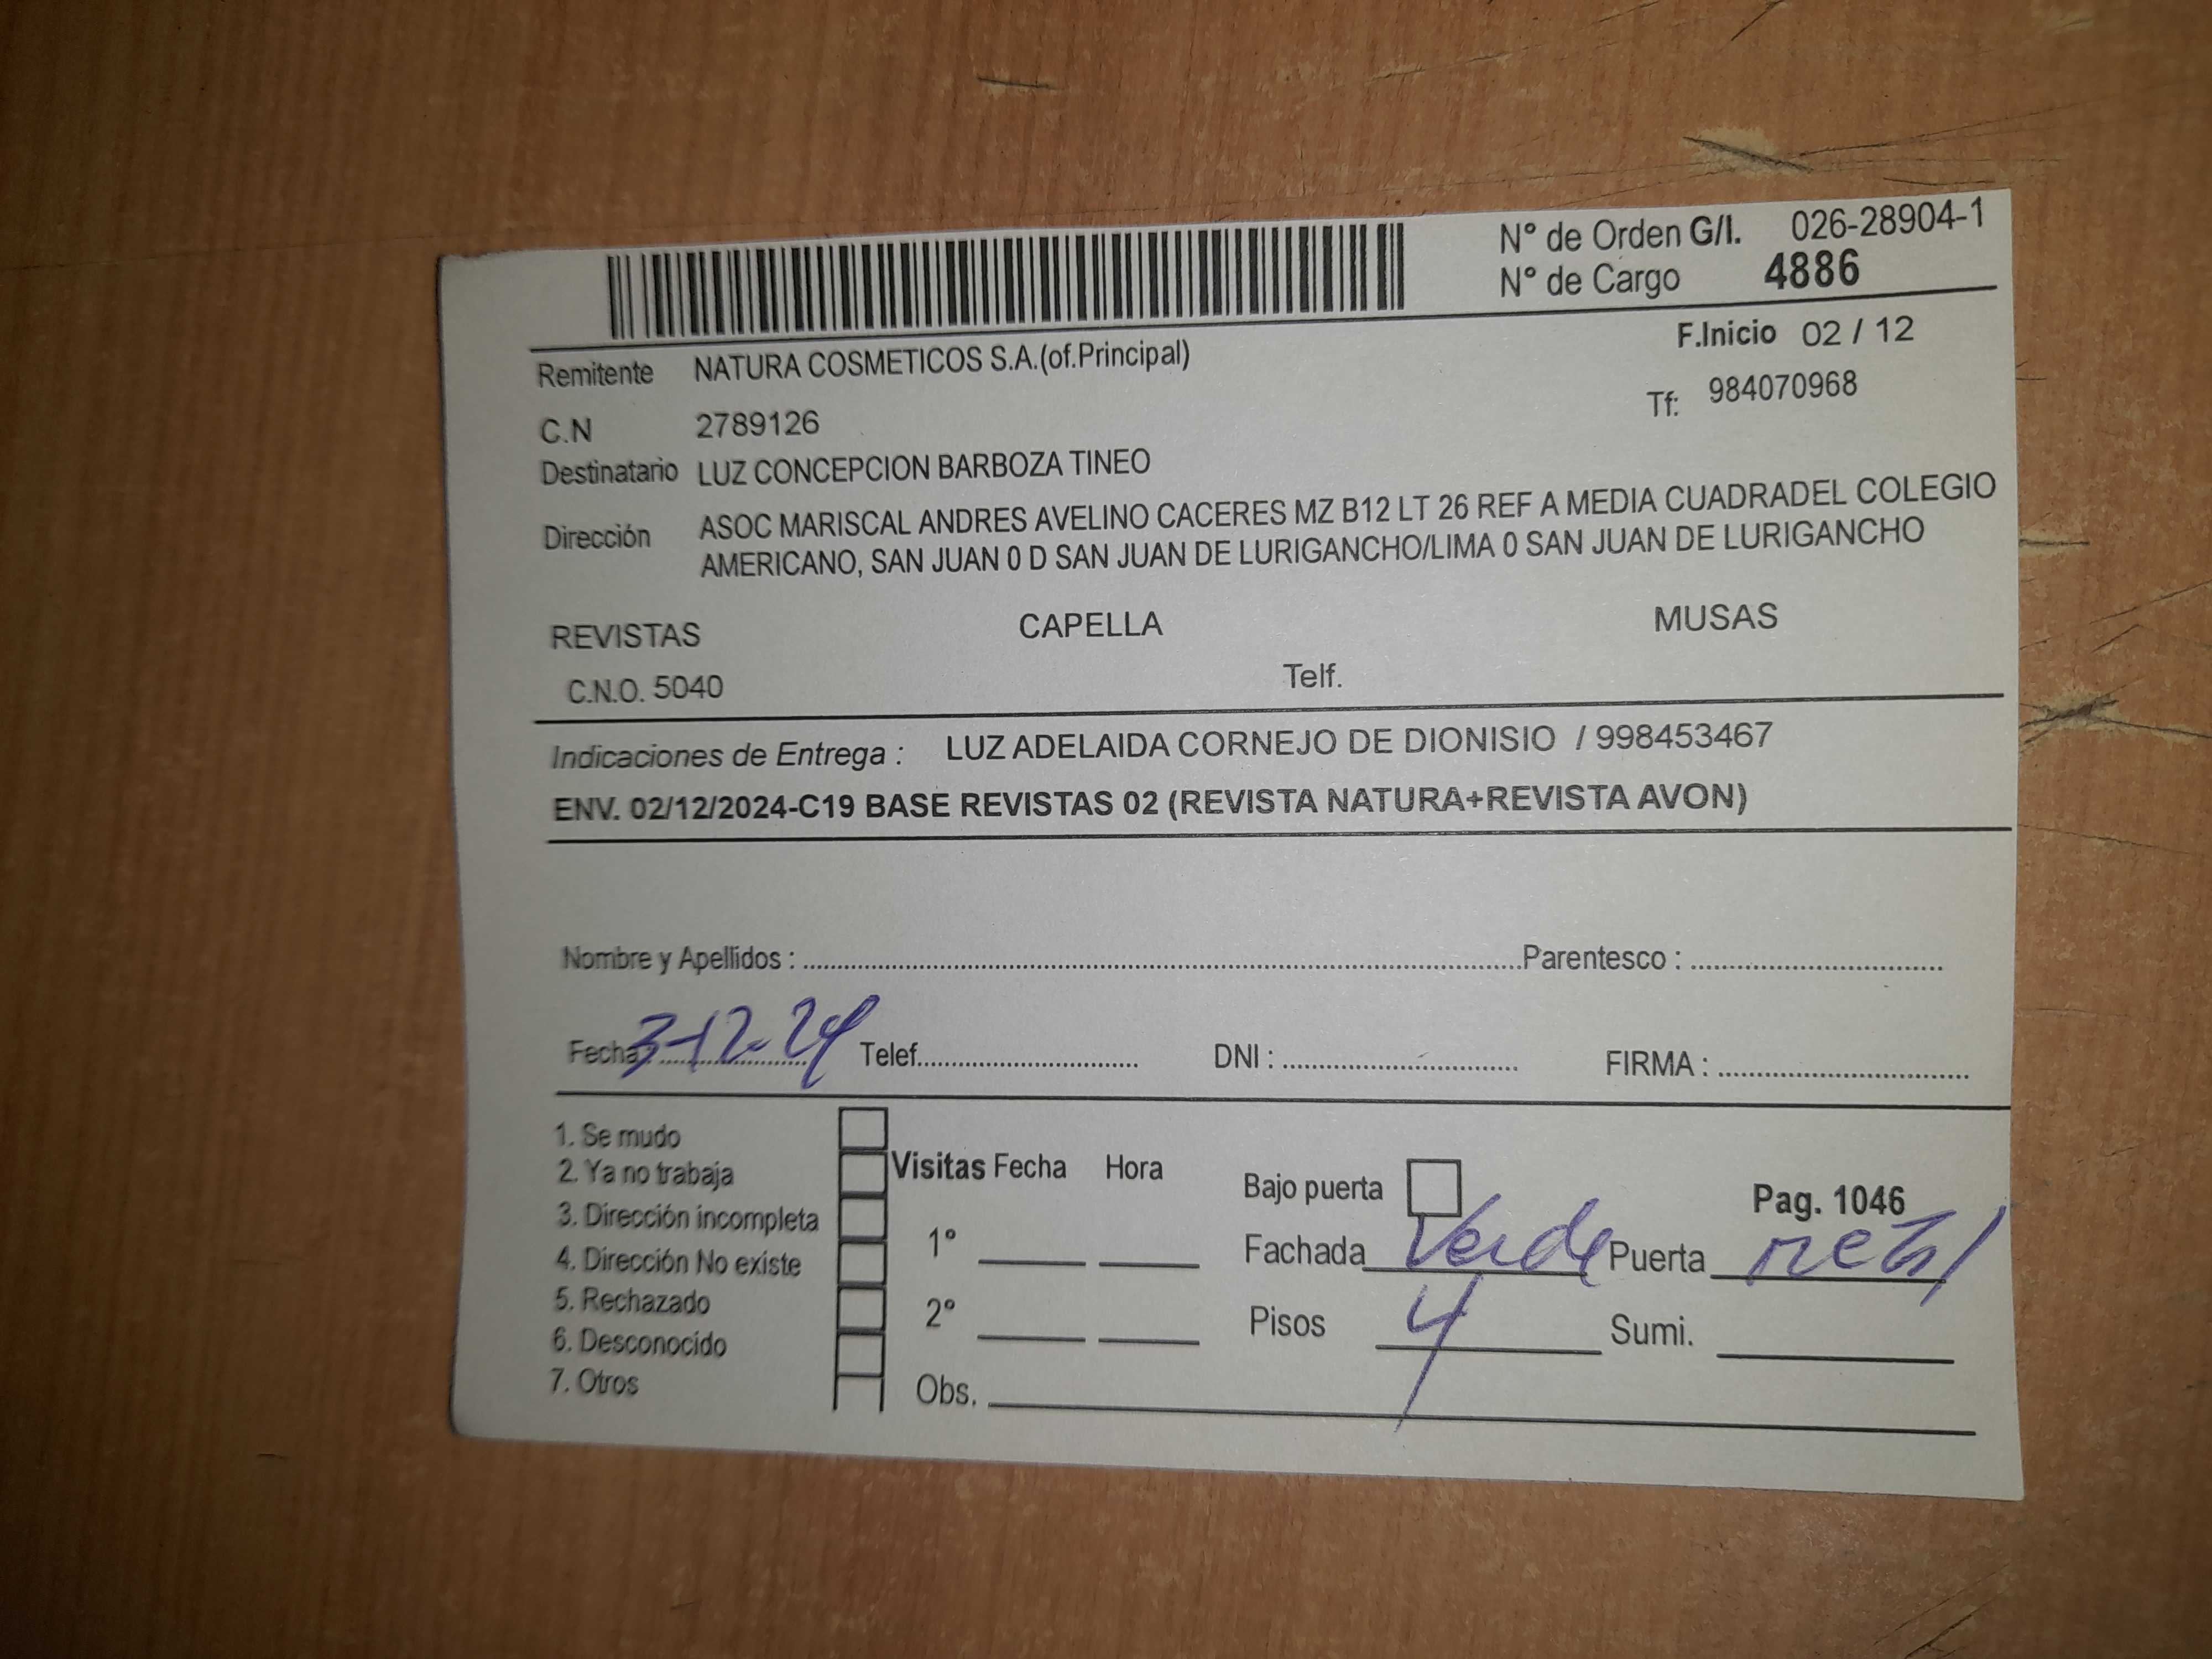 N° de Orden G/I. 026-28904-1
N° de Cargo 4886
F.Inicio 02 / 12
Remitente NATURA COSMETICOS S.A.(of.Principal)
Tf: 984070968
C.N 2789126
Destinatario LUZ CONCEPCION BARBOZA TINEO
Dirección ASOC MARISCAL ANDRES AVELINO CACERES MZ B12 LT 26 REF A MEDIA CUADRADEL COLEGIO
AMERICANO, SAN JUAN 0 D SAN JUAN DE LURIGANCHO/LIMA 0 SAN JUAN DE LURIGANCHO
REVISTAS CAPELLA MUSAS
C.N.O. 5040 Telf.
Indicaciones de Entrega : LUZ ADELAIDA CORNEJO DE DIONISIO / 998453467
ENV. 02/12/2024-C19 BASE REVISTAS 02 (REVISTA NATURA+REVISTA AVON)
Nombre y Apellidos : Parentesco :
Fecha: 3-12-24 Telef. DNI : FIRMA :
1. Se mudo
2. Ya no trabaja
3. Dirección incompleta
4. Dirección No existe
5. Rechazado
6. Desconocido
7. Otros
Visitas Fecha Hora
1°
2°
Obs.
Bajo puerta
Pag. 1046
Fachada Verde Puerta metal
Pisos 4 Sumi.